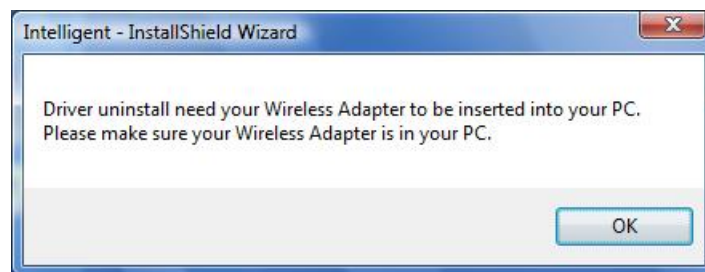 Intelligent - InstallShield Wizard
Driver uninstall need your Wireless Adapter to be inserted into your PC.
Please make sure your Wireless Adapter is in your PC.
OK